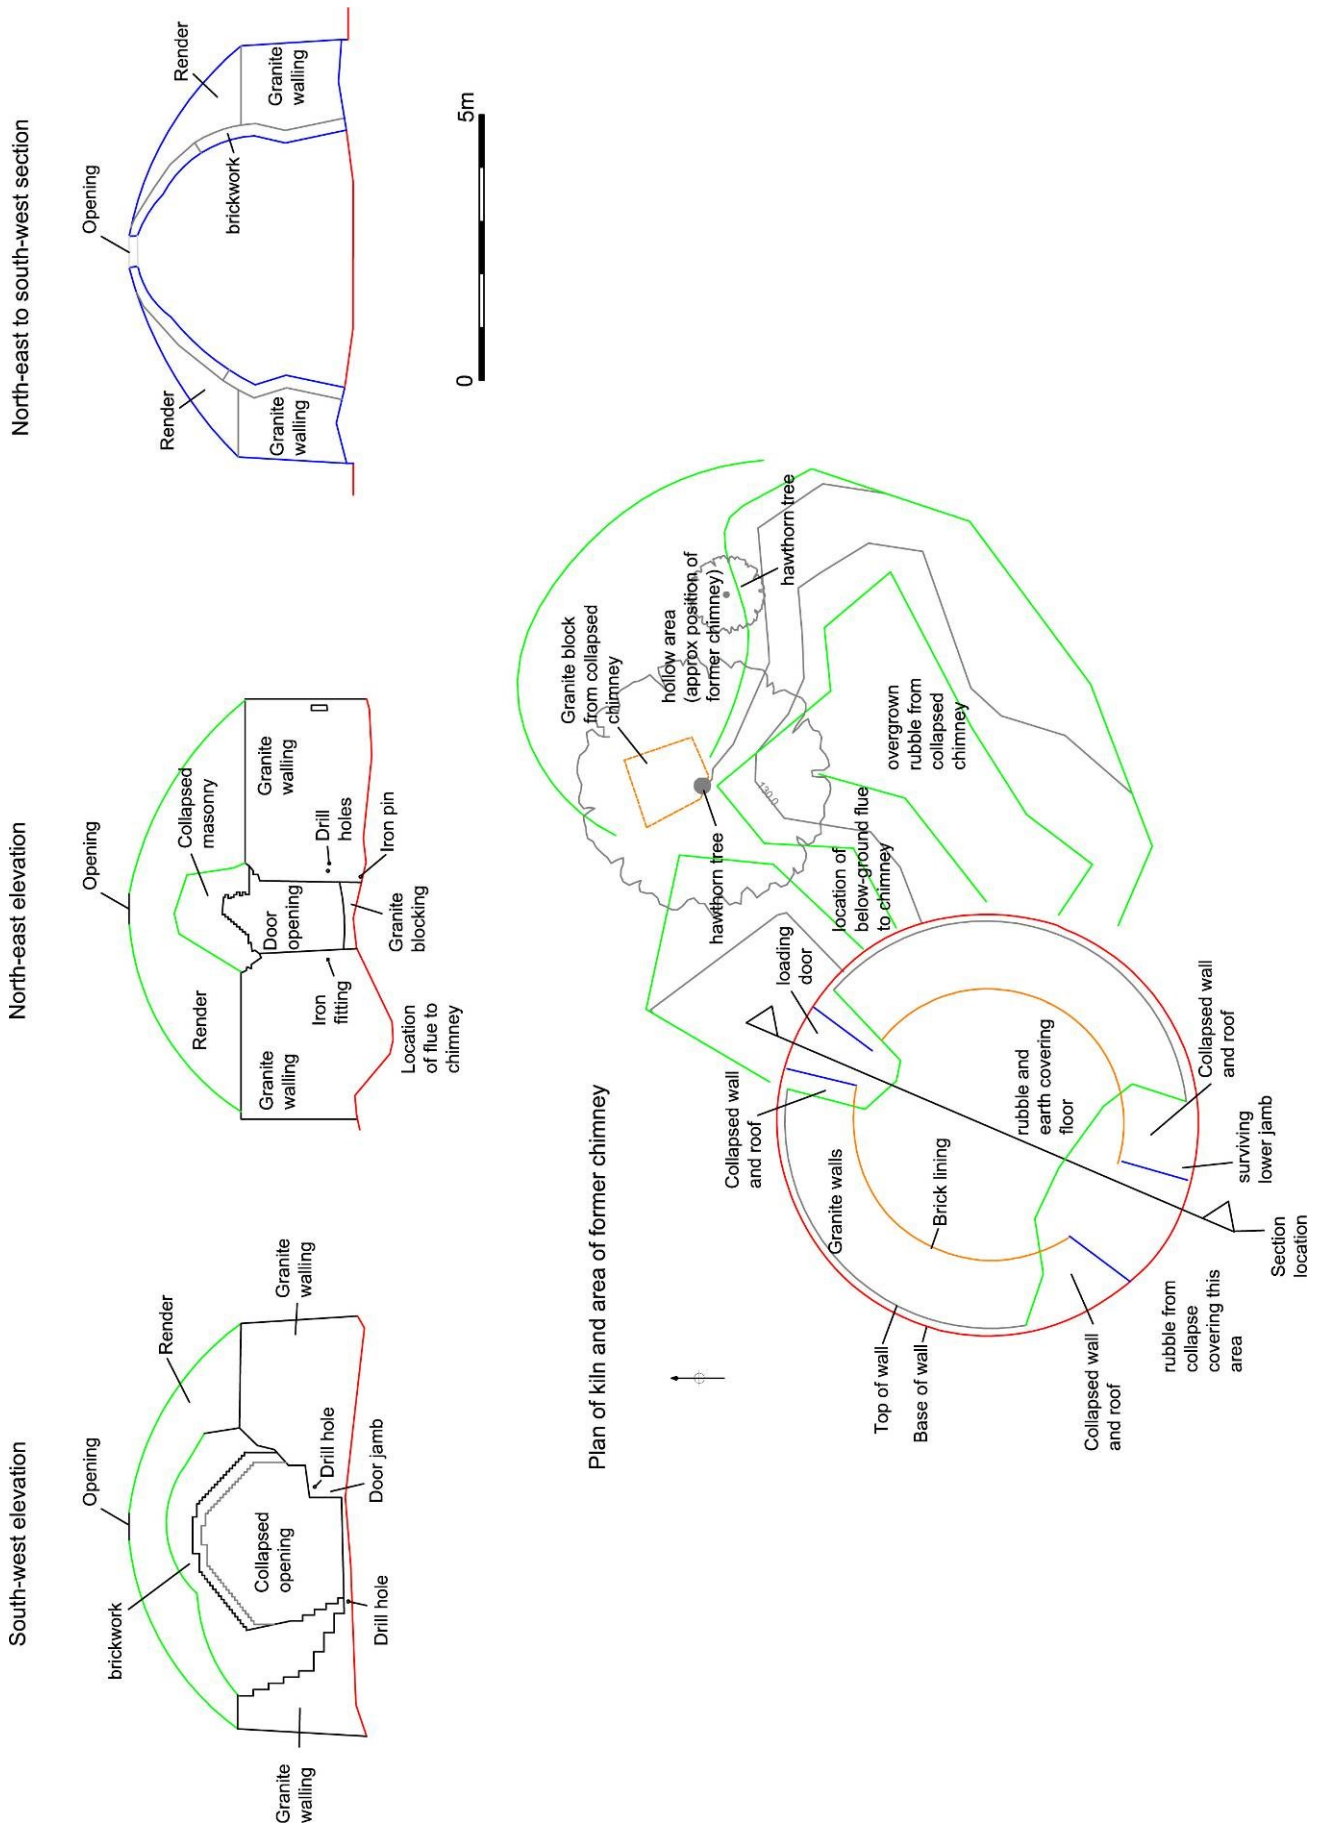 South-west elevation
Opening
Render
Granite
walling
brickwork
Collapsed
opening
Drill hole
Door jamb
Drill hole
Granite
walling
North-east elevation
Opening
Collapsed
masonry
Render
Granite
walling
Granite
walling
Door
opening
Drill
holes
Iron pin
Iron
fitting
Granite
blocking
Location
of flue to
chimney
North-east to south-west section
Opening
Render
Render
Granite
walling
Granite
walling
brickwork
0
5m
Plan of kiln and area of former chimney
Granite block
from collapsed
chimney
hollow area
(approx position of
former chimney)
hawthorn tree
hawthorn tree
130.0
overgrown
rubble from
collapsed
chimney
location of
below-ground flue
to chimney
loading
door
Collapsed wall
and roof
Granite walls
Brick lining
rubble and
earth covering
floor
Top of wall
Base of wall
Collapsed wall
and roof
surviving
lower jamb
Collapsed wall
and roof
rubble from
collapse
covering this
area
Section
location